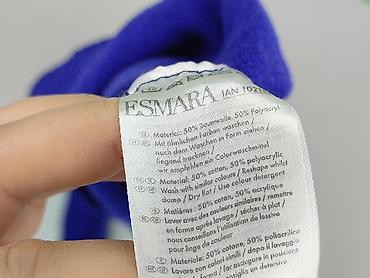 ESMARA IAN 1021
Material: 50% Baumwolle, 50% Polyacryl
Mit ähnlichen Farben waschen /
nach dem Waschen in Form ziehen /
liegend trocknen /
wir empfehlen ein Colorwaschmittel
Material: 50% cotton, 50% polyacrylic
Wash with similar colours / Reshape whilst
damp / Dry flat / Use colour detergent
Matières: 50% coton, 50% acrylique
Laver avec des couleurs similaires / remettre
en forme après lavage / sécher à plat /
nous conseillons l'utilisation de lessive
pour linge de couleur
Materiale: 50% cotone, 50% poliacrilico
Lavare con colori simili / dopo il lavaggio